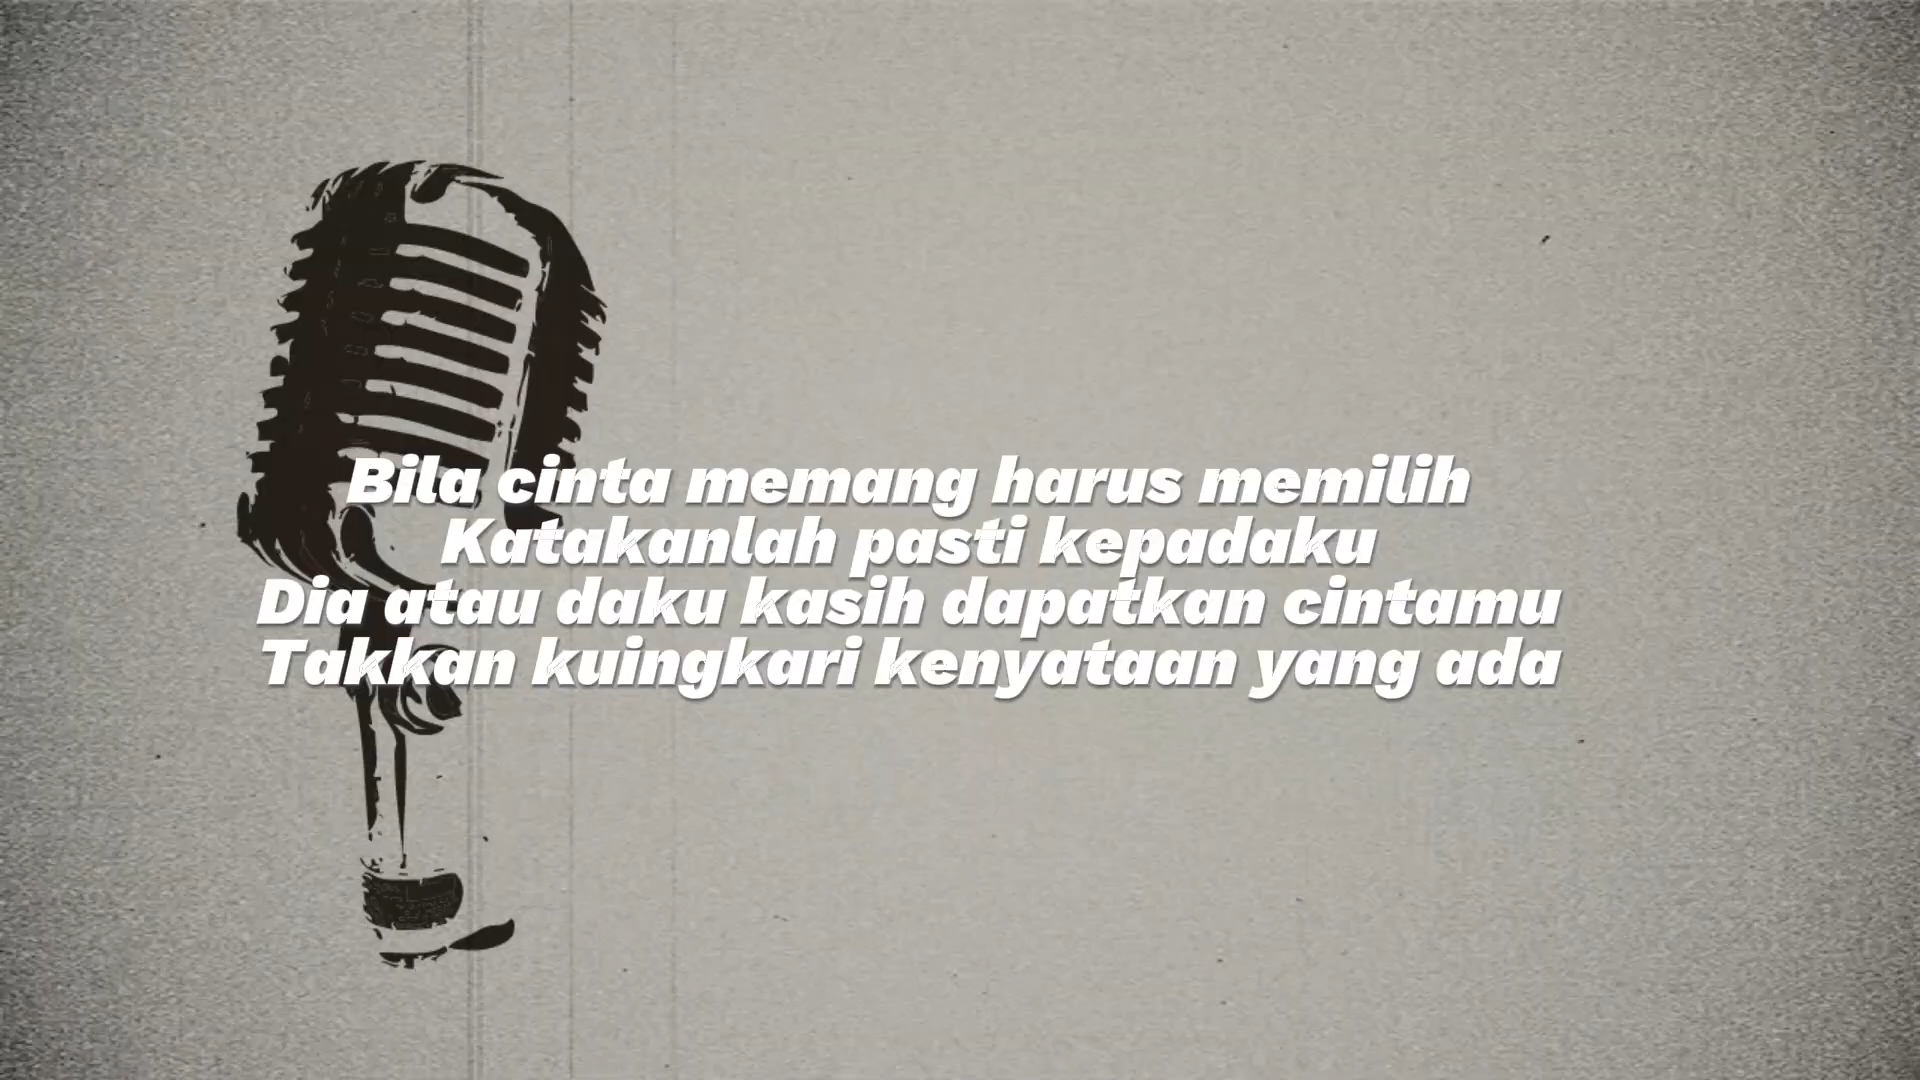 Bila cinta memang harus memilih
Katakanlah pasti kepadaku
Dia atau daku kasih dapatkan cintamu
Takkan kuingkari kenyataan yang ada